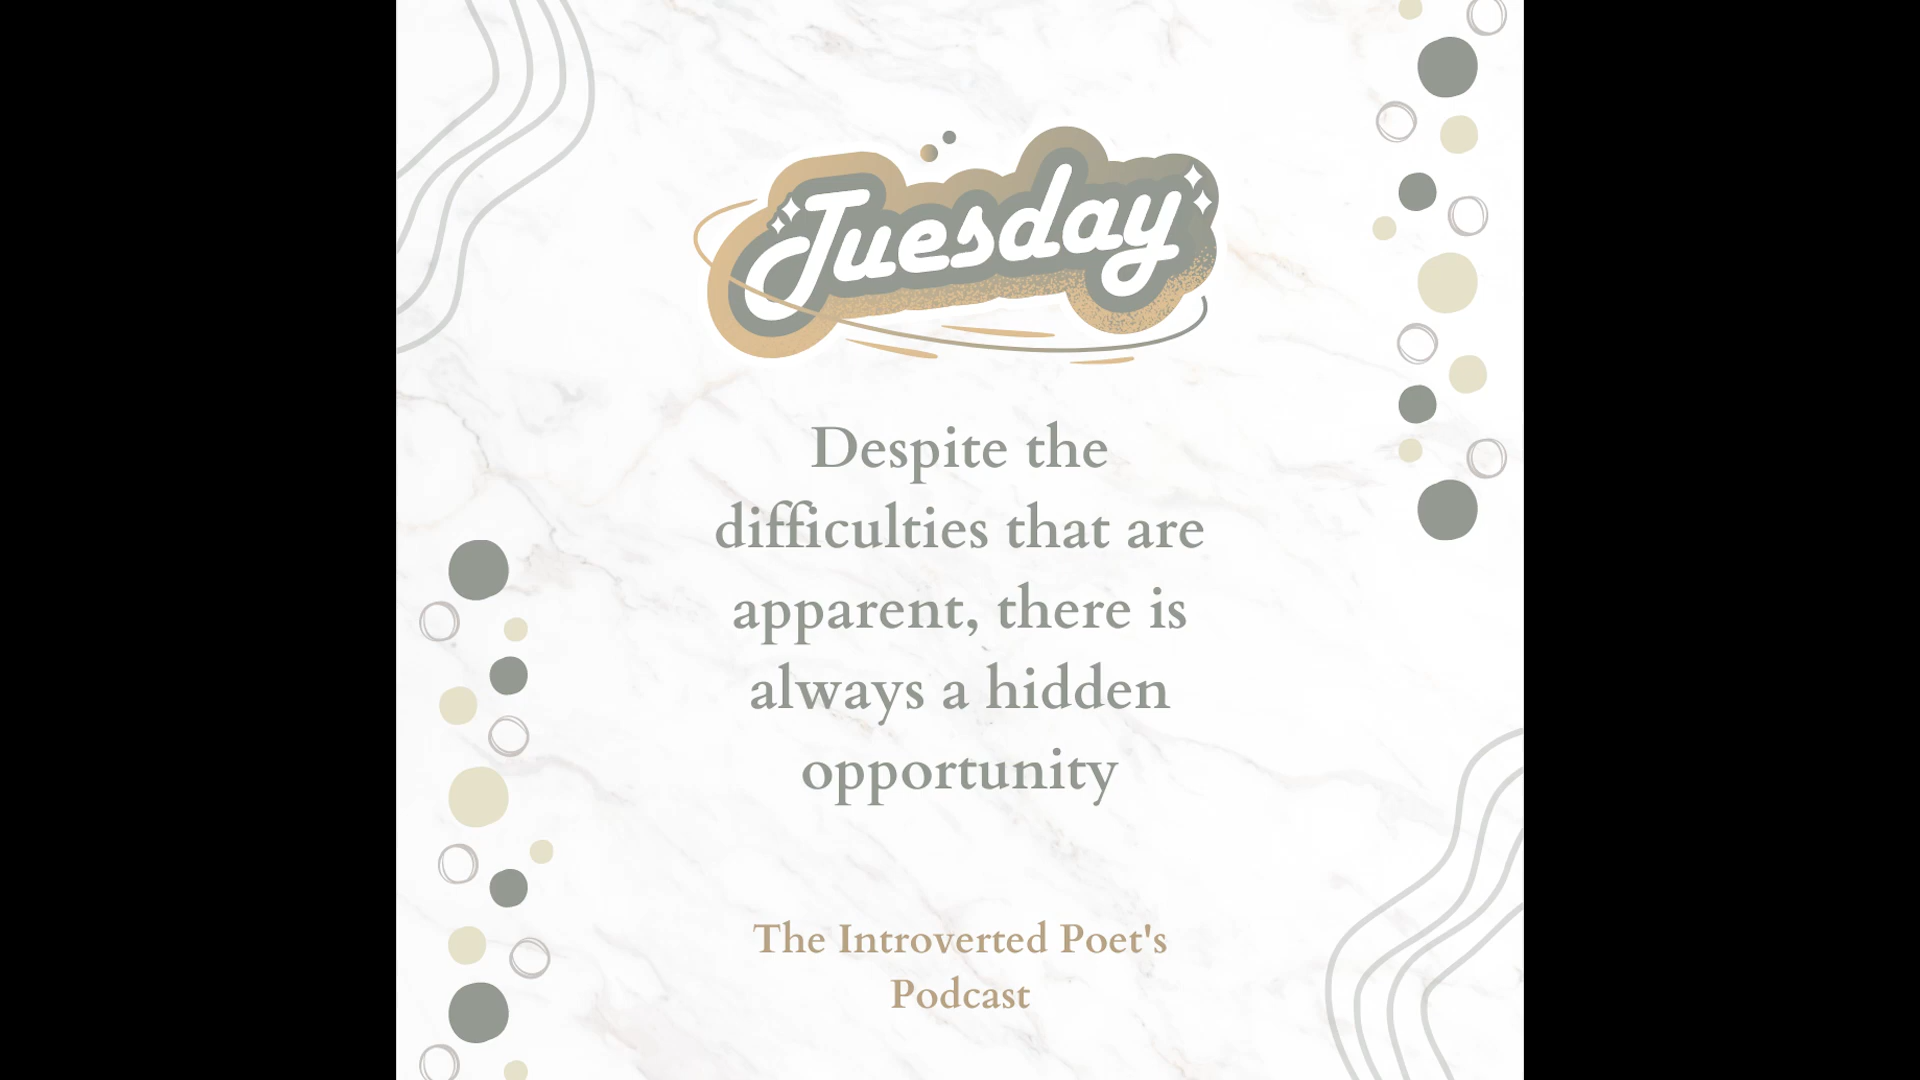 Tuesday
Despite the
difficulties that are
apparent, there is
always a hidden
opportunity
The Introverted Poet's
Podcast